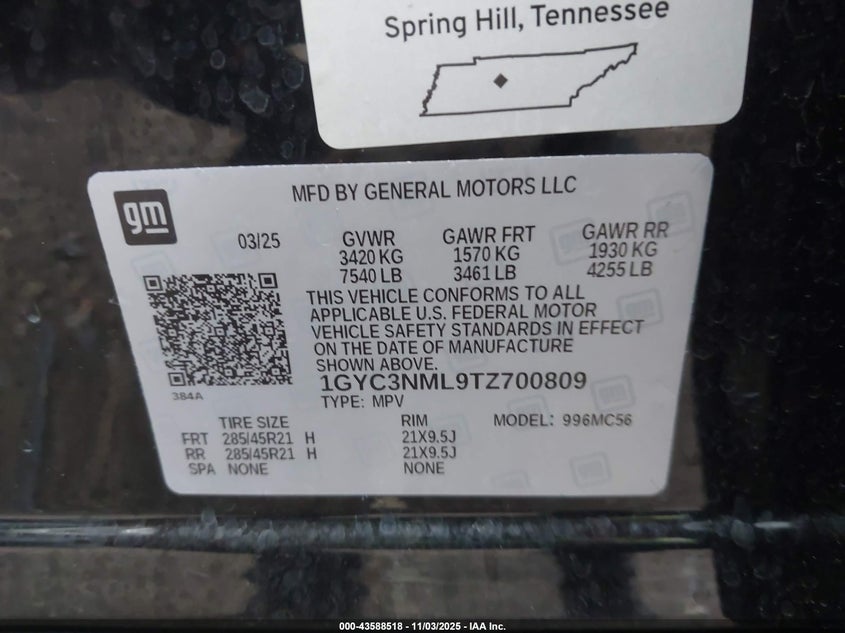 Spring Hill, Tennessee
gm
MFD BY GENERAL MOTORS LLC
03/25
GVWR GAWR FRT GAWR RR
3420 KG 1570 KG 1930 KG
7540 LB 3461 LB 4255 LB
THIS VEHICLE CONFORMS TO ALL
APPLICABLE U.S. FEDERAL MOTOR
VEHICLE SAFETY STANDARDS IN EFFECT
ON THE DATE OF MANUFACTURE
SHOWN ABOVE.
384A
1GYC3NML9TZ700809
TYPE: MPV
TIRE SIZE RIM MODEL: 996MC56
FRT 285/45R21 H 21X9.5J
RR 285/45R21 H 21X9.5J
SPA NONE NONE
000-43588518 - 11/03/2025 - IAA Inc.